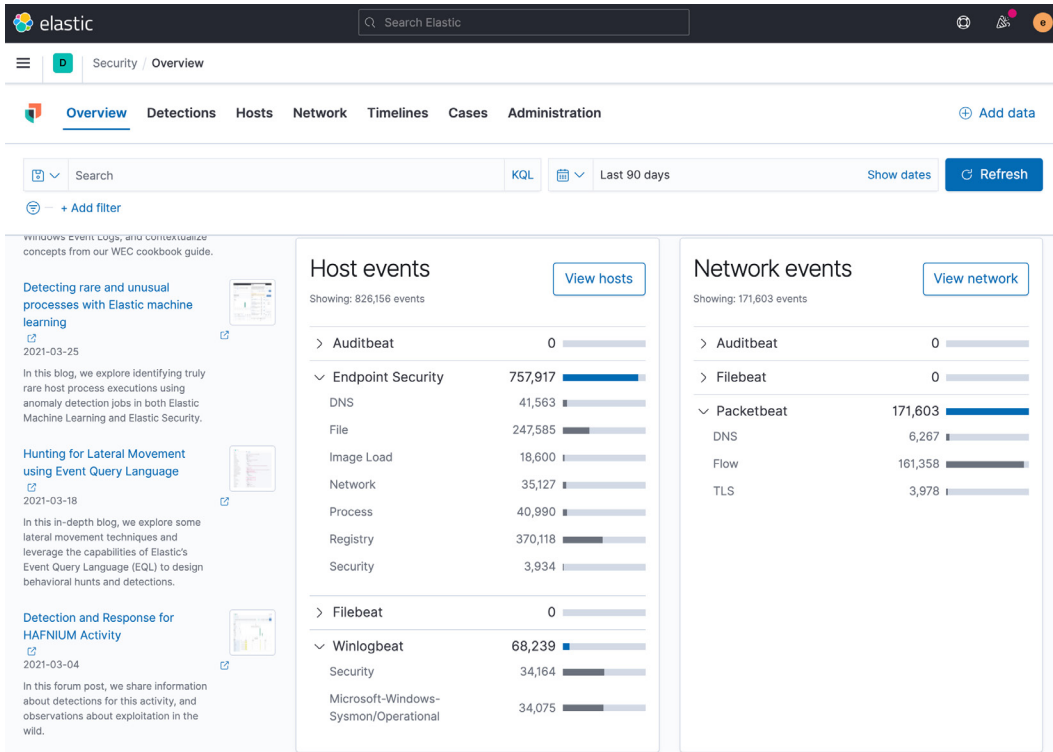 elastic
Search Elastic
e
D
Security / Overview
Overview Detections Hosts Network Timelines Cases Administration
Add data
Search
KQL
Last 90 days
Show dates
Refresh
+ Add filter
Windows Event Logs, and contextualize
concepts from our WEC cookbook guide.
Detecting rare and unusual
processes with Elastic machine
learning
2021-03-25
In this blog, we explore identifying truly
rare host process executions using
anomaly detection jobs in both Elastic
Machine Learning and Elastic Security.
Hunting for Lateral Movement
using Event Query Language
2021-03-18
In this in-depth blog, we explore some
lateral movement techniques and
leverage the capabilities of Elastic's
Event Query Language (EQL) to design
behavioral hunts and detections.
Detection and Response for
HAFNIUM Activity
2021-03-04
In this forum post, we share information
about detections for this activity, and
observations about exploitation in the
wild.
Host events
View hosts
Showing: 826,156 events
Auditbeat 0
Endpoint Security 757,917
DNS 41,563
File 247,585
Image Load 18,600
Network 35,127
Process 40,990
Registry 370,118
Security 3,934
Filebeat 0
Winlogbeat 68,239
Security 34,164
Microsoft-Windows-
Sysmon/Operational 34,075
Network events
View network
Showing: 171,603 events
Auditbeat 0
Filebeat 0
Packetbeat 171,603
DNS 6,267
Flow 161,358
TLS 3,978